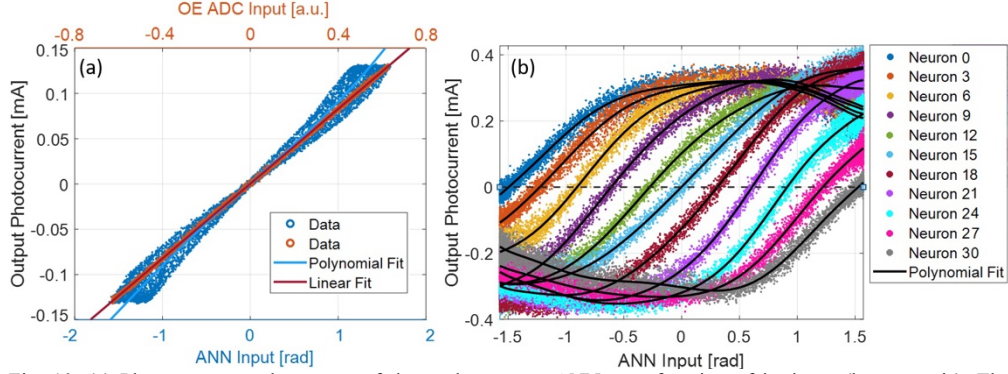 OE ADC Input [a.u.]
-0.8 -0.4 0 0.4 0.8
(a)
Output Photocurrent [mA]
0.15
0.1
0.05
0
-0.05
-0.1
-0.15
Data
Data
Polynomial Fit
Linear Fit
-2 -1 0 1 2
ANN Input [rad]
(b)
Output Photocurrent [mA]
0.4
0.2
0
-0.2
-0.4
-1.5 -1 -0.5 0 0.5 1 1.5
ANN Input [rad]
Neuron 0
Neuron 3
Neuron 6
Neuron 9
Neuron 12
Neuron 15
Neuron 18
Neuron 21
Neuron 24
Neuron 27
Neuron 30
Polynomial Fit